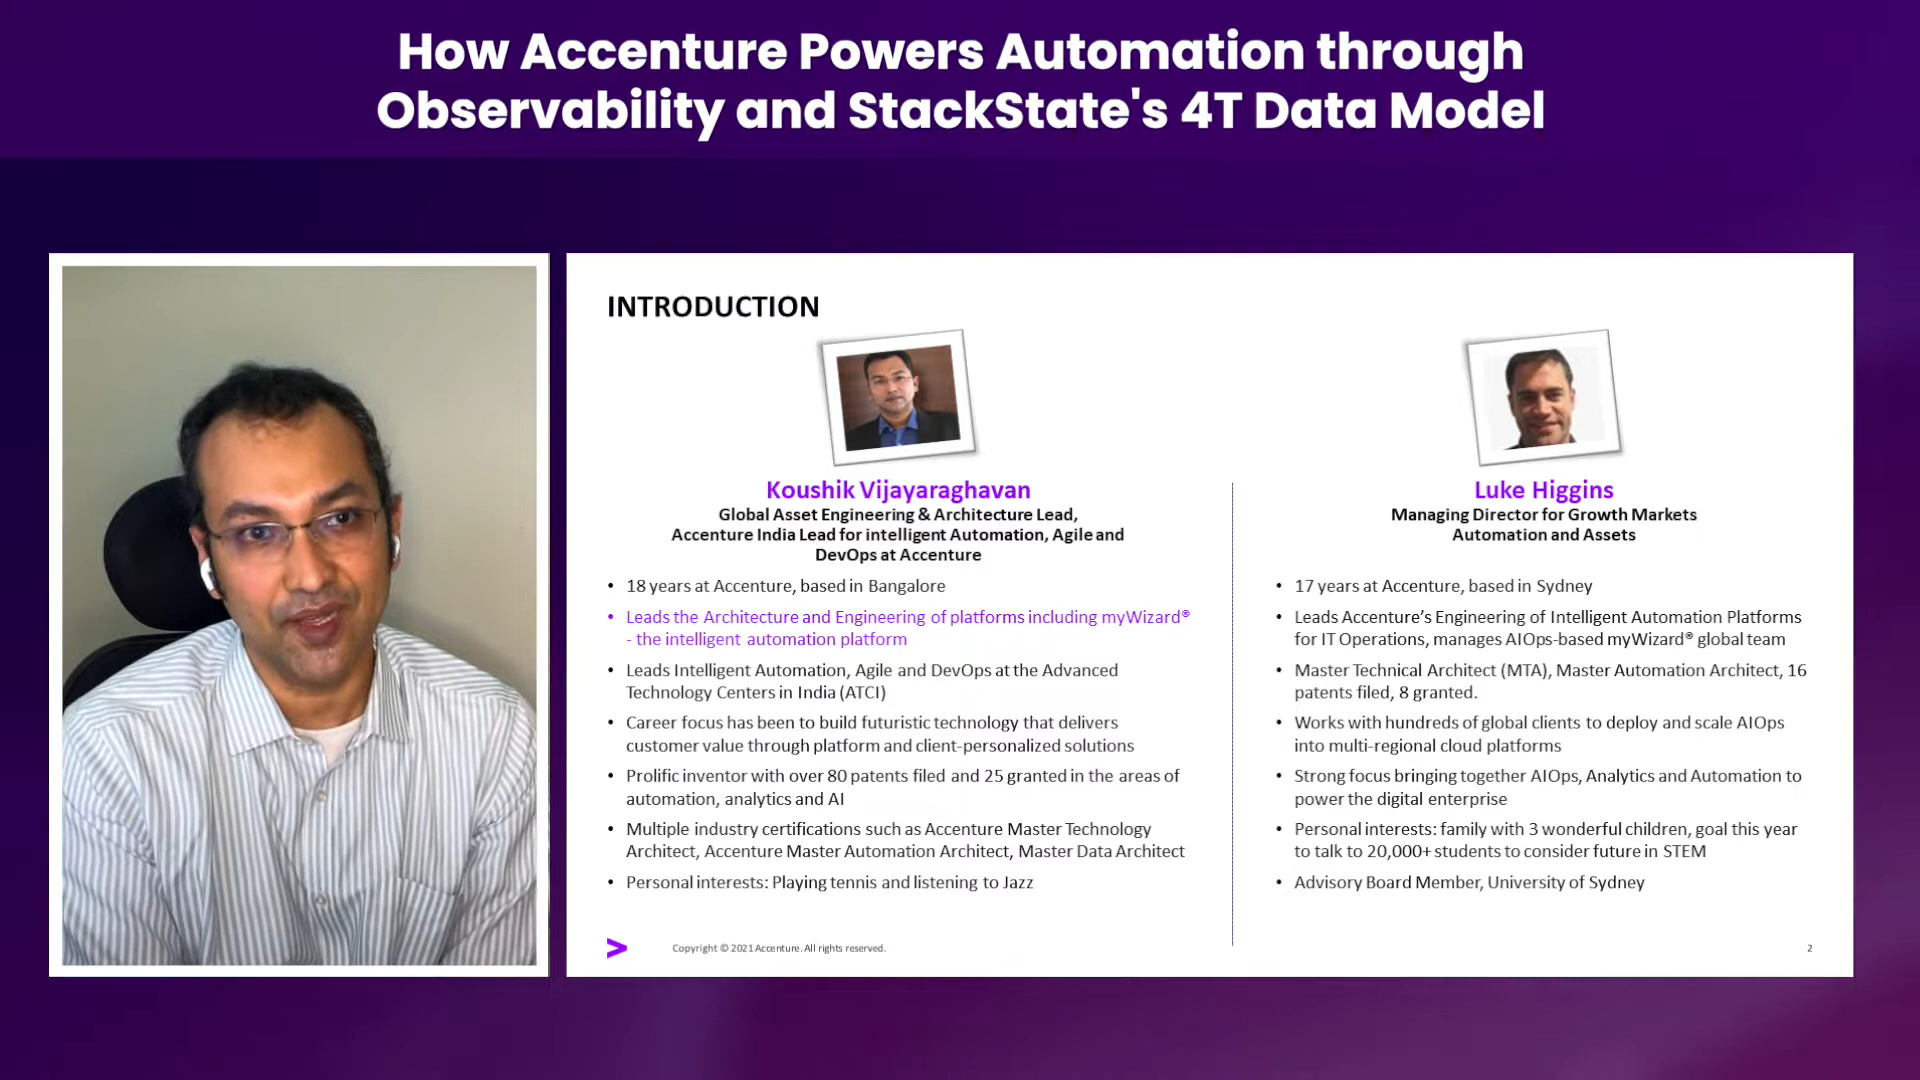 How Accenture Powers Automation through
Observability and StackState's 4T Data Model
INTRODUCTION
Koushik Vijayaraghavan
Global Asset Engineering & Architecture Lead,
Accenture India Lead for intelligent Automation, Agile and
DevOps at Accenture
• 18 years at Accenture, based in Bangalore
• Leads the Architecture and Engineering of platforms including myWizard®
- the intelligent automation platform
• Leads Intelligent Automation, Agile and DevOps at the Advanced
Technology Centers in India (ATCI)
• Career focus has been to build futuristic technology that delivers
customer value through platform and client-personalized solutions
• Prolific inventor with over 80 patents filed and 25 granted in the areas of
automation, analytics and AI
• Multiple industry certifications such as Accenture Master Technology
Architect, Accenture Master Automation Architect, Master Data Architect
• Personal interests: Playing tennis and listening to Jazz
Luke Higgins
Managing Director for Growth Markets
Automation and Assets
• 17 years at Accenture, based in Sydney
• Leads Accenture’s Engineering of Intelligent Automation Platforms
for IT Operations, manages AIOps-based myWizard® global team
• Master Technical Architect (MTA), Master Automation Architect, 16
patents filed, 8 granted.
• Works with hundreds of global clients to deploy and scale AIOps
into multi-regional cloud platforms
• Strong focus bringing together AIOps, Analytics and Automation to
power the digital enterprise
• Personal interests: family with 3 wonderful children, goal this year
to talk to 20,000+ students to consider future in STEM
• Advisory Board Member, University of Sydney
Copyright © 2021 Accenture. All rights reserved.
2